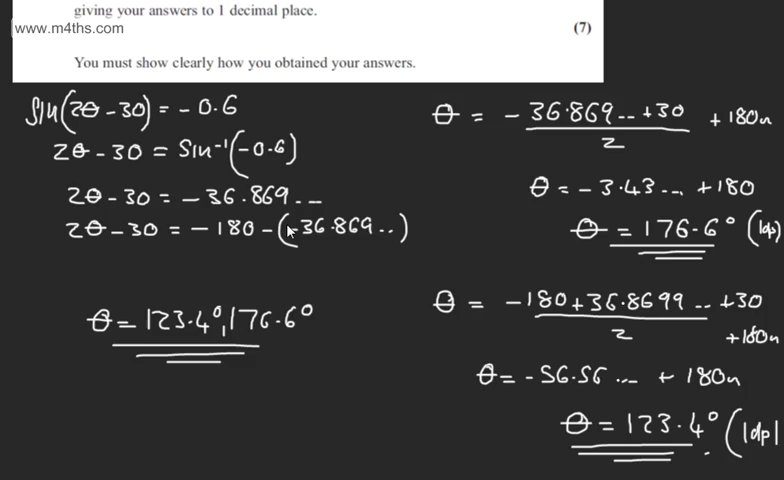 giving your answers to 1 decimal place.
www.m4ths.com
(7)
You must show clearly how you obtained your answers.
Sin(2θ-30) = -0.6
2θ-30 = Sin⁻¹(-0.6)
2θ-30 = -36.869...
2θ-30 = -180-(-36.869..)
θ = 123.4°, 176.6°
θ = -36.869.. +30 / 2 + 180n
θ = -3.43... + 180
θ = 176.6° (1dp)
θ = -180+36.8699 .. +30 / 2 +180n
θ = -56.56 ... + 180n
θ = 123.4° (1dp)